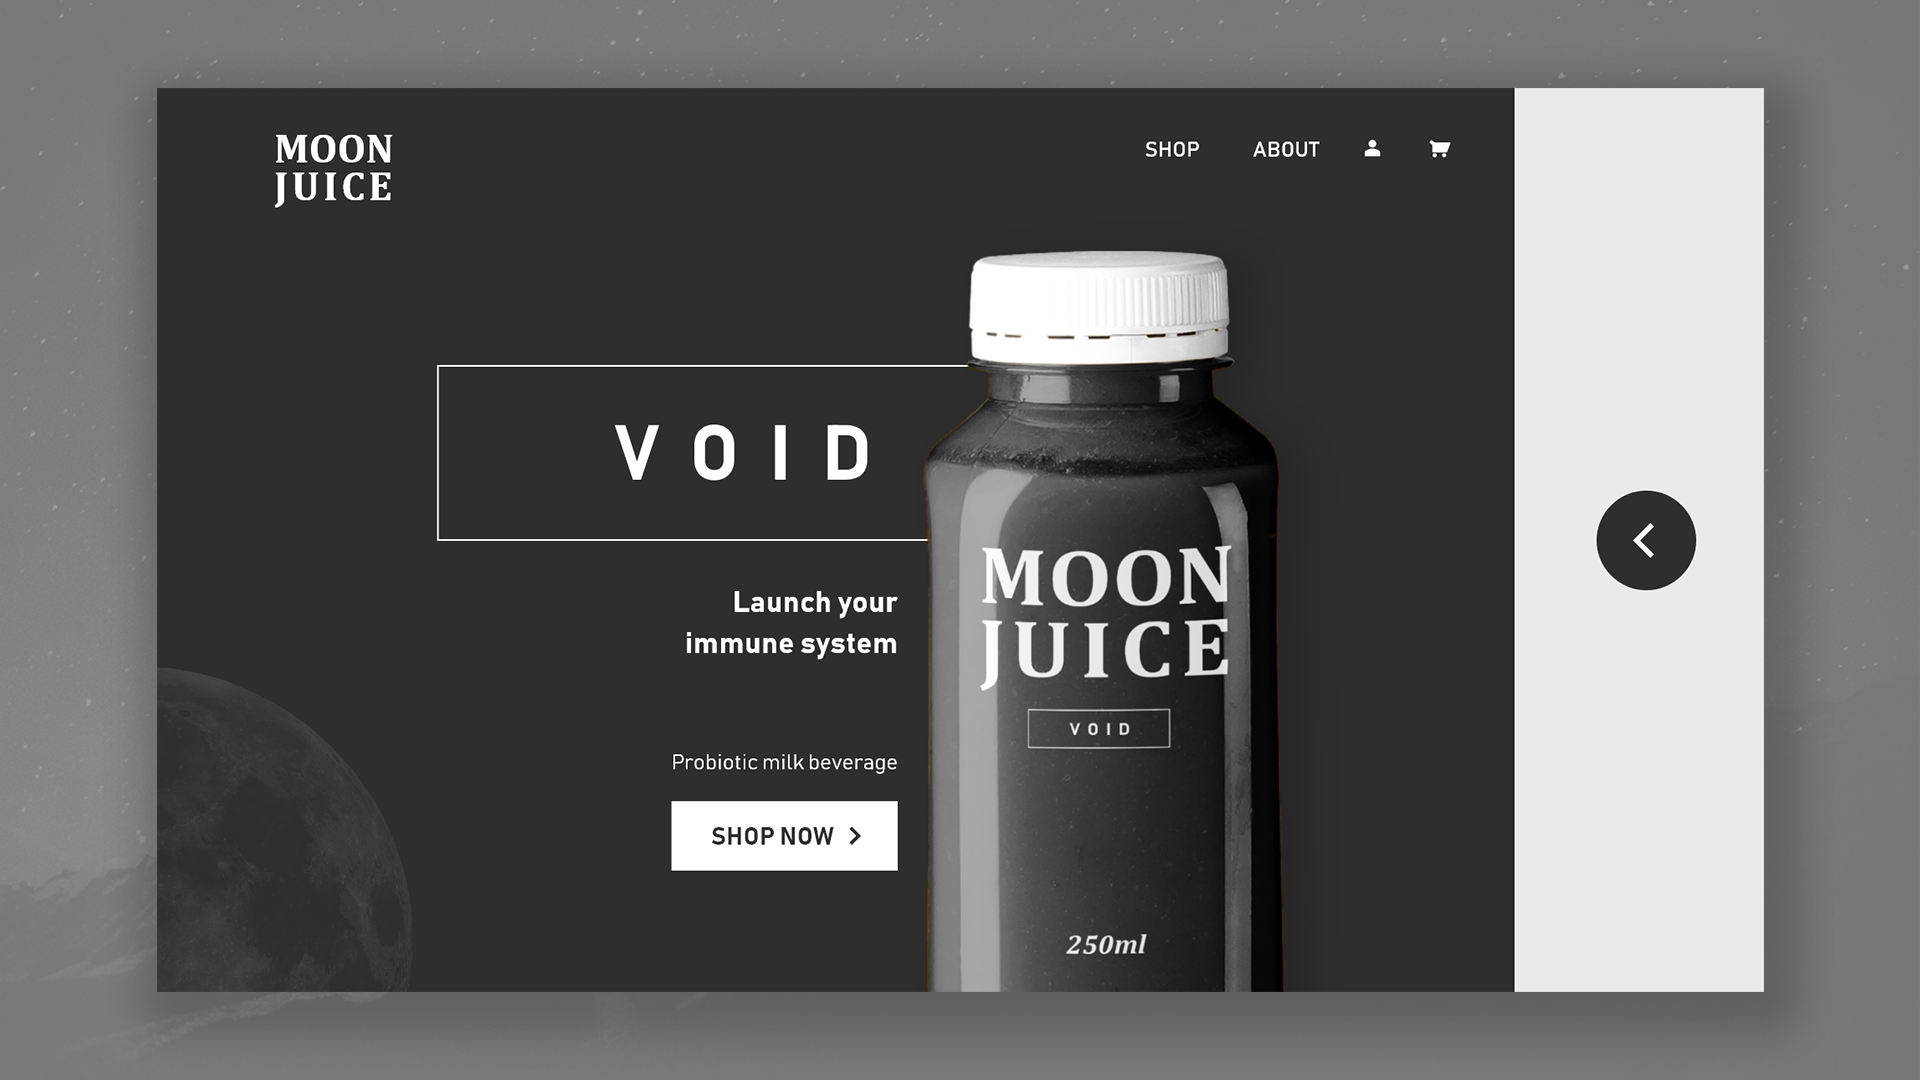 MOON
JUICE
SHOP
ABOUT
VOID
Launch your
immune system
Probiotic milk beverage
SHOP NOW
MOON
JUICE
VOID
250ml